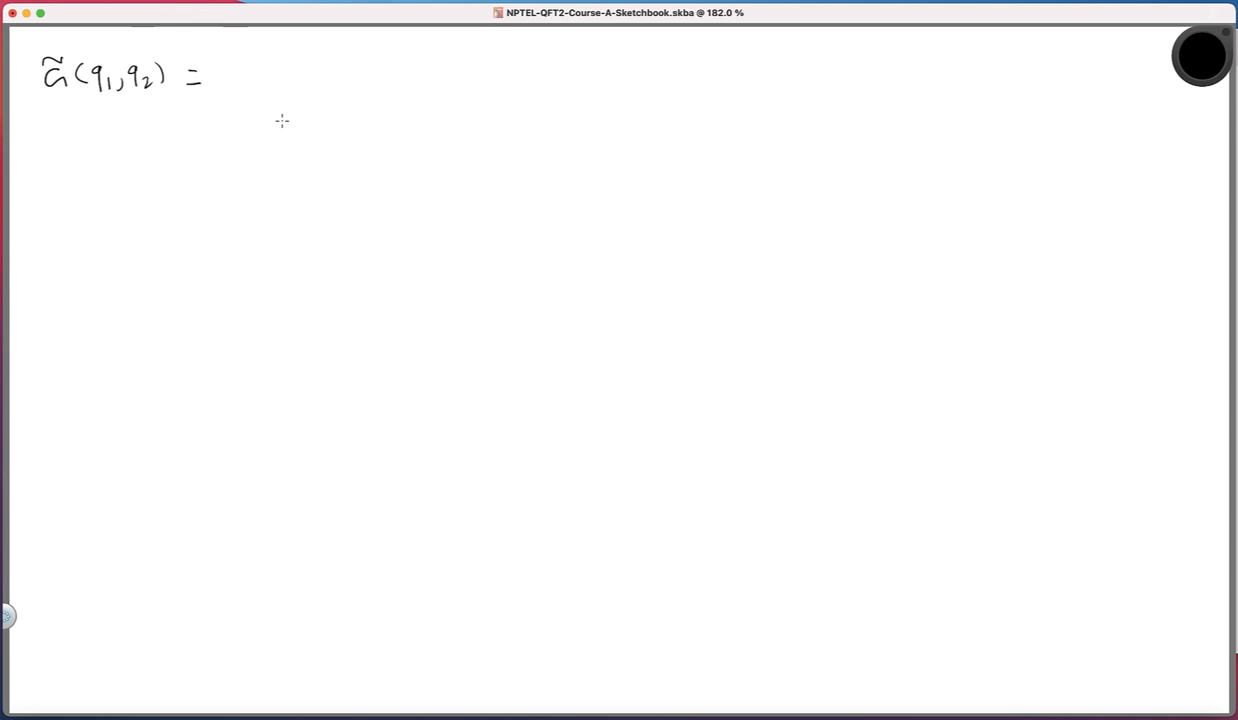 NPTEL-QFT2-Course-A-Sketchbook.skba @ 182.0 %
G̃(q₁,q₂) =